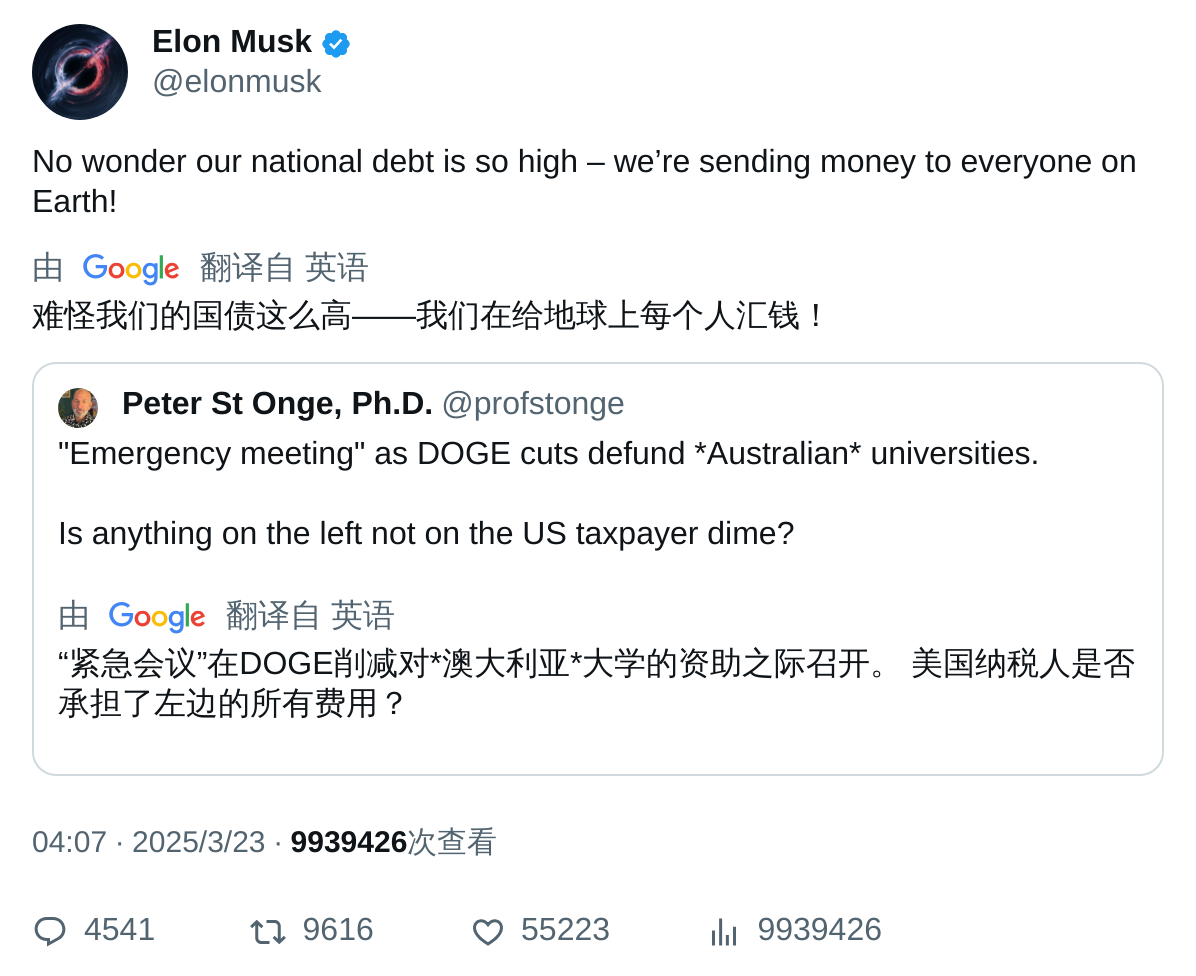 Elon Musk
@elonmusk
No wonder our national debt is so high – we’re sending money to everyone on
Earth!
由 Google 翻译自 英语
难怪我们的国债这么高——我们在给地球上每个人汇钱！
Peter St Onge, Ph.D. @profstonge
"Emergency meeting" as DOGE cuts defund *Australian* universities.
Is anything on the left not on the US taxpayer dime?
由 Google 翻译自 英语
“紧急会议”在DOGE削减对*澳大利亚*大学的资助之际召开。 美国纳税人是否
承担了左边的所有费用？
04:07 · 2025/3/23 · 9939426次查看
4541 9616 55223 9939426